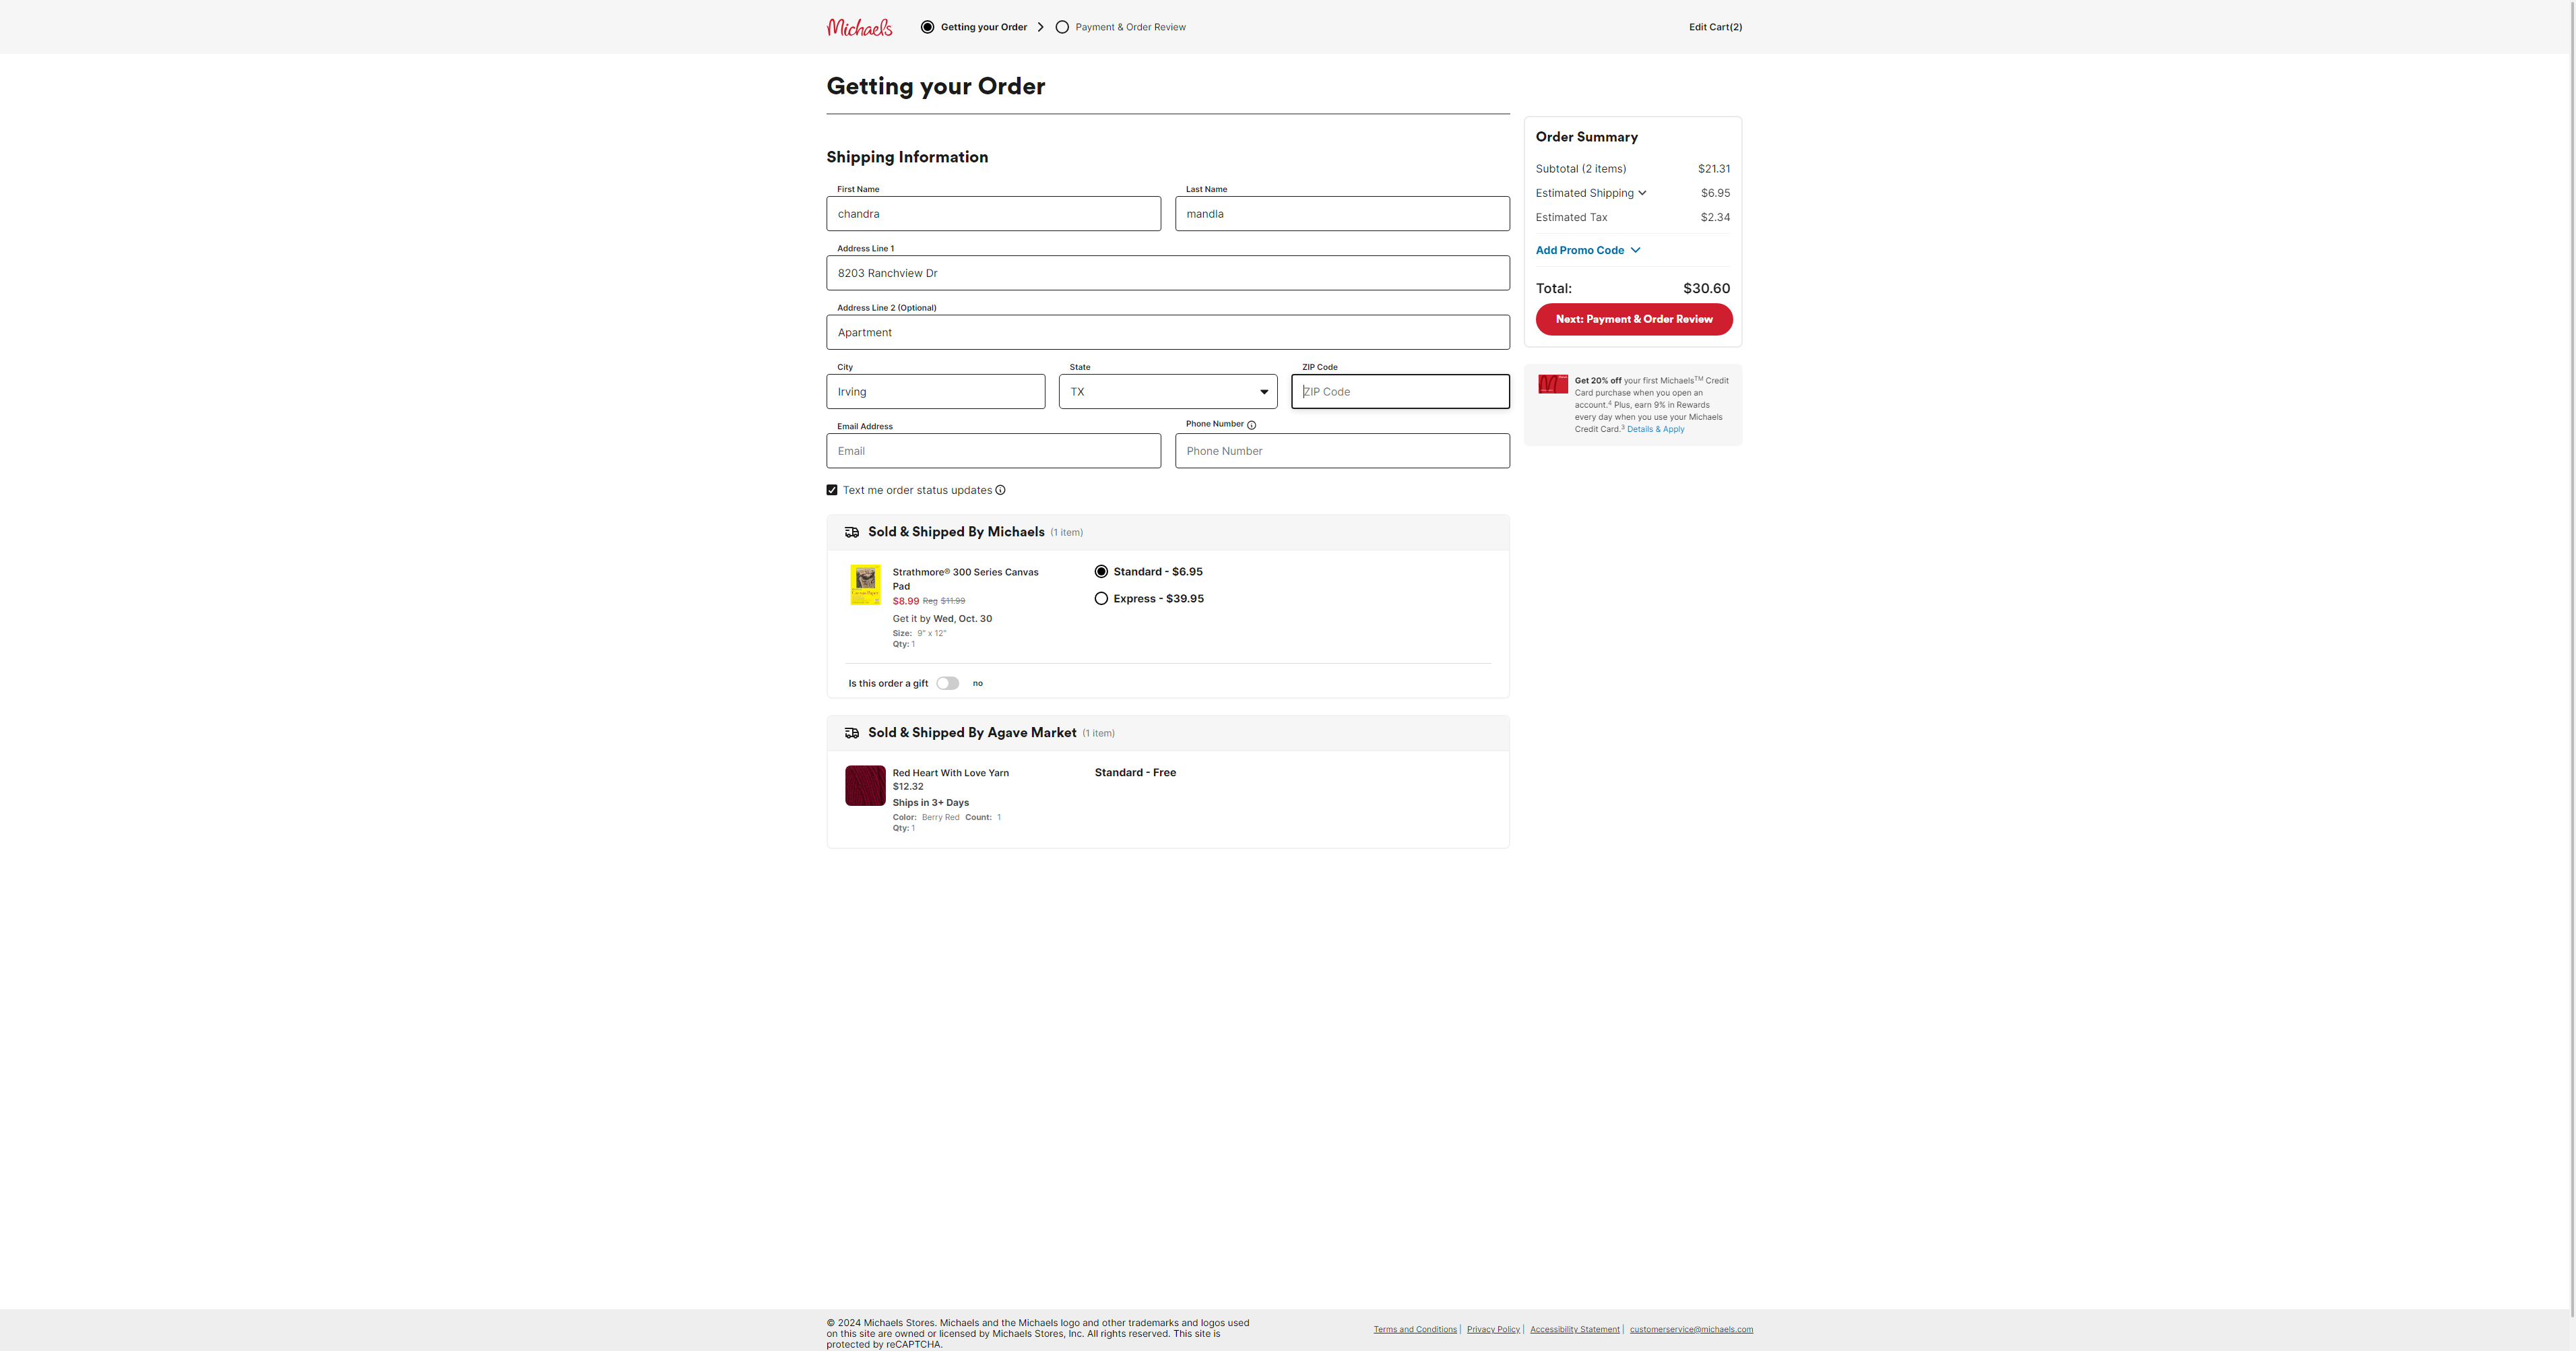 Michaels
Getting your Order
Payment & Order Review
Edit Cart(2)
Getting your Order
Shipping Information
First Name
Last Name
chandra
mandla
Address Line 1
8203 Ranchview Dr
Address Line 2 (Optional)
Apartment
City
State
ZIP Code
Irving
TX
ZIP Code
Email Address
Phone Number
Email
Phone Number
Text me order status updates
Sold & Shipped By Michaels (1 item)
Strathmore® 300 Series Canvas
Pad
$8.99 Reg $11.99
Get it by Wed, Oct. 30
Size: 9" x 12"
Qty: 1
Standard - $6.95
Express - $39.95
Is this order a gift
no
Sold & Shipped By Agave Market (1 item)
Red Heart With Love Yarn
$12.32
Ships in 3+ Days
Color: Berry Red Count: 1
Qty: 1
Standard - Free
Order Summary
Subtotal (2 items) $21.31
Estimated Shipping $6.95
Estimated Tax $2.34
Add Promo Code
Total: $30.60
Next: Payment & Order Review
Get 20% off your first Michaels™ Credit
Card purchase when you open an
account.⁴ Plus, earn 9% in Rewards
every day when you use your Michaels
Credit Card.³ Details & Apply
© 2024 Michaels Stores. Michaels and the Michaels logo and other trademarks and logos used
on this site are owned or licensed by Michaels Stores, Inc. All rights reserved. This site is
protected by reCAPTCHA.
Terms and Conditions | Privacy Policy | Accessibility Statement | customerservice@michaels.com